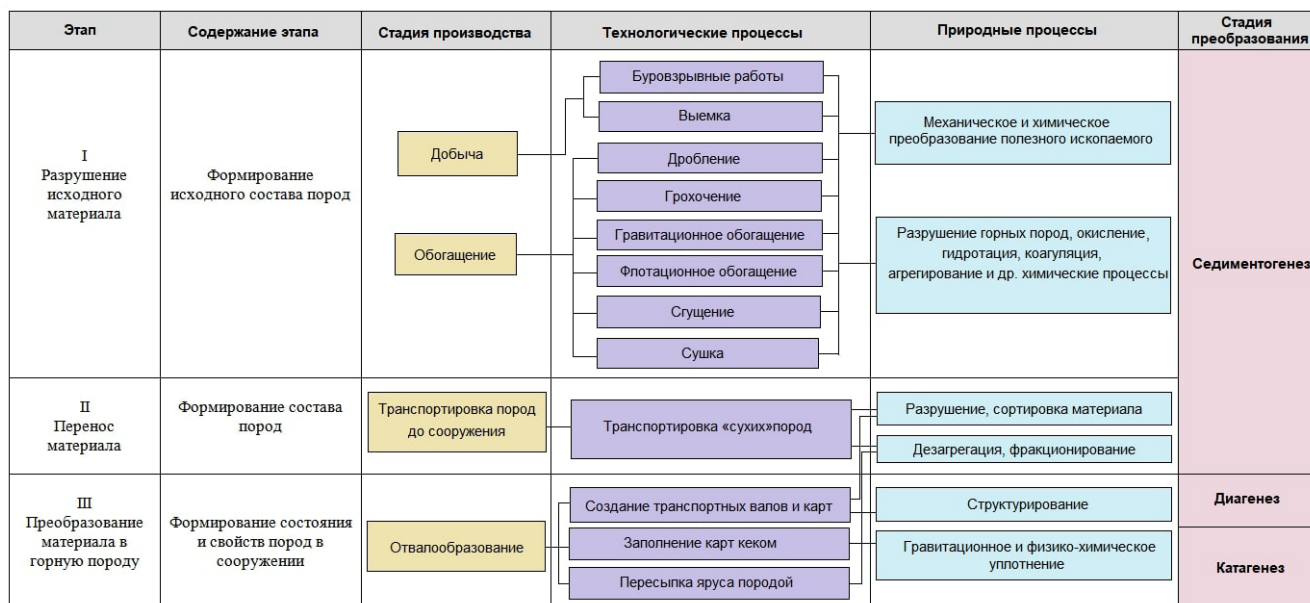 Этап
Содержание этапа
Стадия производства
Технологические процессы
Природные процессы
Стадия
преобразования
I
Разрушение
исходного
материала
Формирование
исходного состава пород
Добыча
Обогащение
Буровзрывные работы
Выемка
Дробление
Грохочение
Гравитационное обогащение
Флотационное обогащение
Сгущение
Сушка
Механическое и химическое
преобразование полезного ископаемого
Разрушение горных пород, окисление,
гидротация, коагуляция,
агрегирование и др. химические процессы
Седиментогенез
II
Перенос
материала
Формирование состава
пород
Транспортировка пород
до сооружения
Транспортировка «сухих»пород
Разрушение, сортировка материала
Дезагрегация, фракционирование
III
Преобразование
материала в
горную породу
Формирование состояния
и свойств пород в
сооружении
Отвалообразование
Создание транспортных валов и карт
Заполнение карт кеком
Пересыпка яруса породой
Структурирование
Гравитационное и физико-химическое
уплотнение
Диагенез
Катагенез